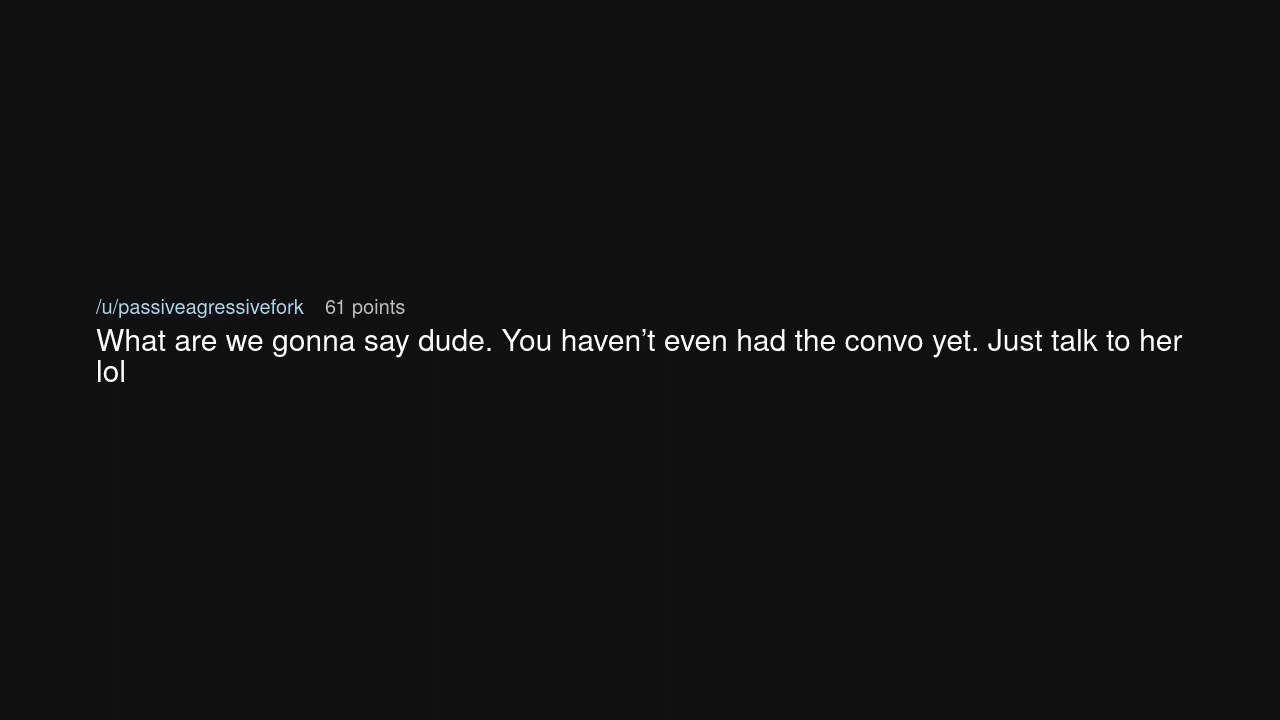 /u/passiveagressivefork 61 points
What are we gonna say dude. You haven’t even had the convo yet. Just talk to her
lol